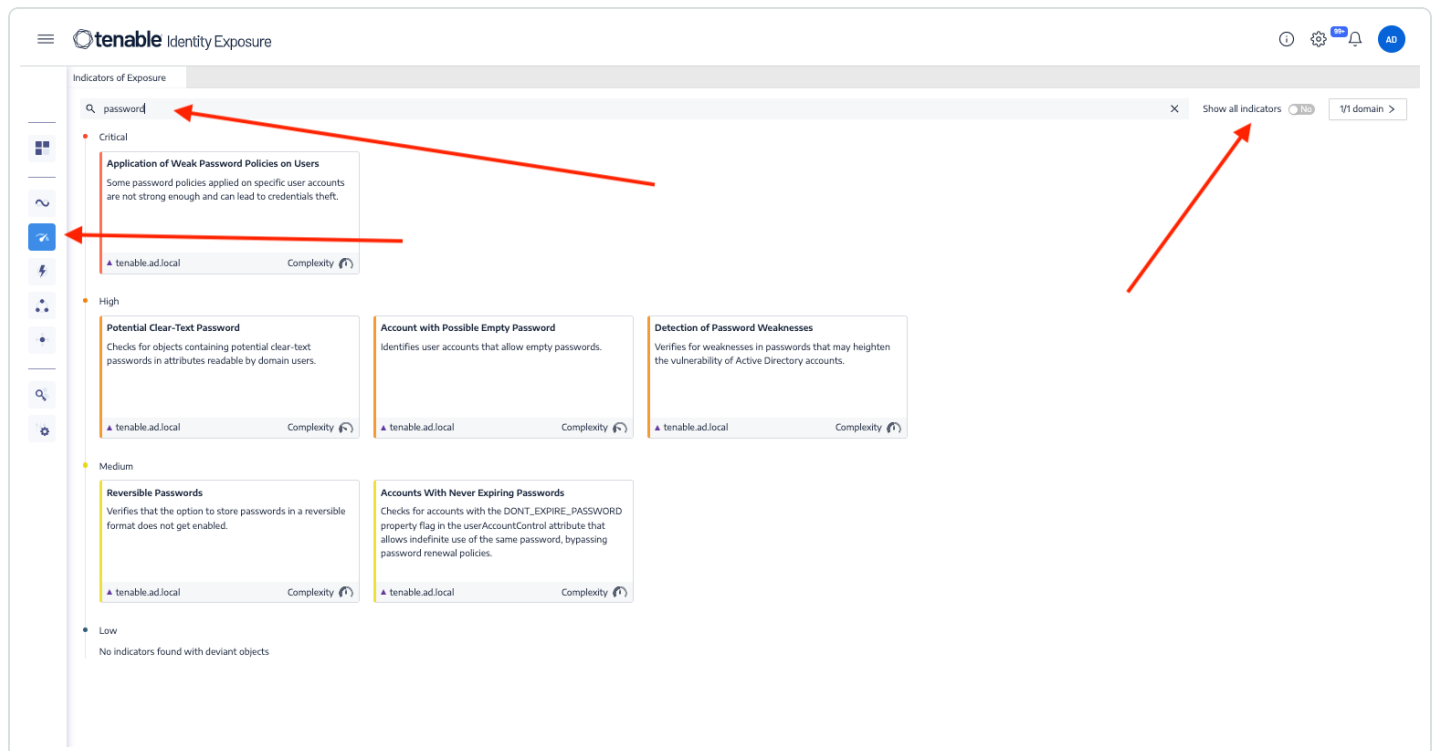 tenable Identity Exposure
99+
AD
Indicators of Exposure
password
Show all indicators No
1/1 domain >
Critical
Application of Weak Password Policies on Users
Some password policies applied on specific user accounts
are not strong enough and can lead to credentials theft.
tenable.ad.local Complexity
High
Potential Clear-Text Password
Checks for objects containing potential clear-text
passwords in attributes readable by domain users.
tenable.ad.local Complexity
Account with Possible Empty Password
Identifies user accounts that allow empty passwords.
tenable.ad.local Complexity
Detection of Password Weaknesses
Verifies for weaknesses in passwords that may heighten
the vulnerability of Active Directory accounts.
tenable.ad.local Complexity
Medium
Reversible Passwords
Verifies that the option to store passwords in a reversible
format does not get enabled.
tenable.ad.local Complexity
Accounts With Never Expiring Passwords
Checks for accounts with the DONT_EXPIRE_PASSWORD
property flag in the userAccountControl attribute that
allows indefinite use of the same password, bypassing
password renewal policies.
tenable.ad.local Complexity
Low
No indicators found with deviant objects